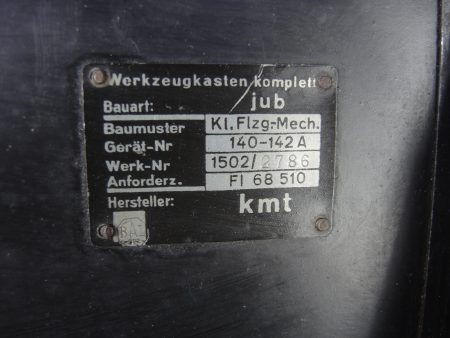 Werkzeugkasten komplett
Bauart: jub
Baumuster Kl.Flzg.-Mech.
Gerät-Nr 140-142 A
Werk-Nr 1502/2786
Anforderz. Fl 68 510
Hersteller: kmt
BAL